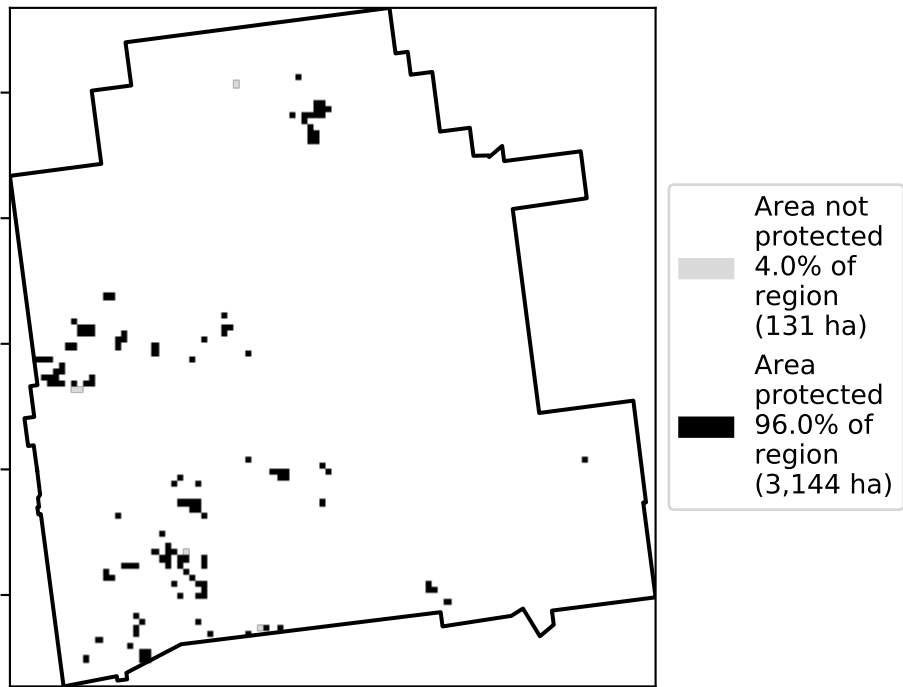 Area not
protected
4.0% of
region
(131 ha)
Area
protected
96.0% of
region
(3,144 ha)